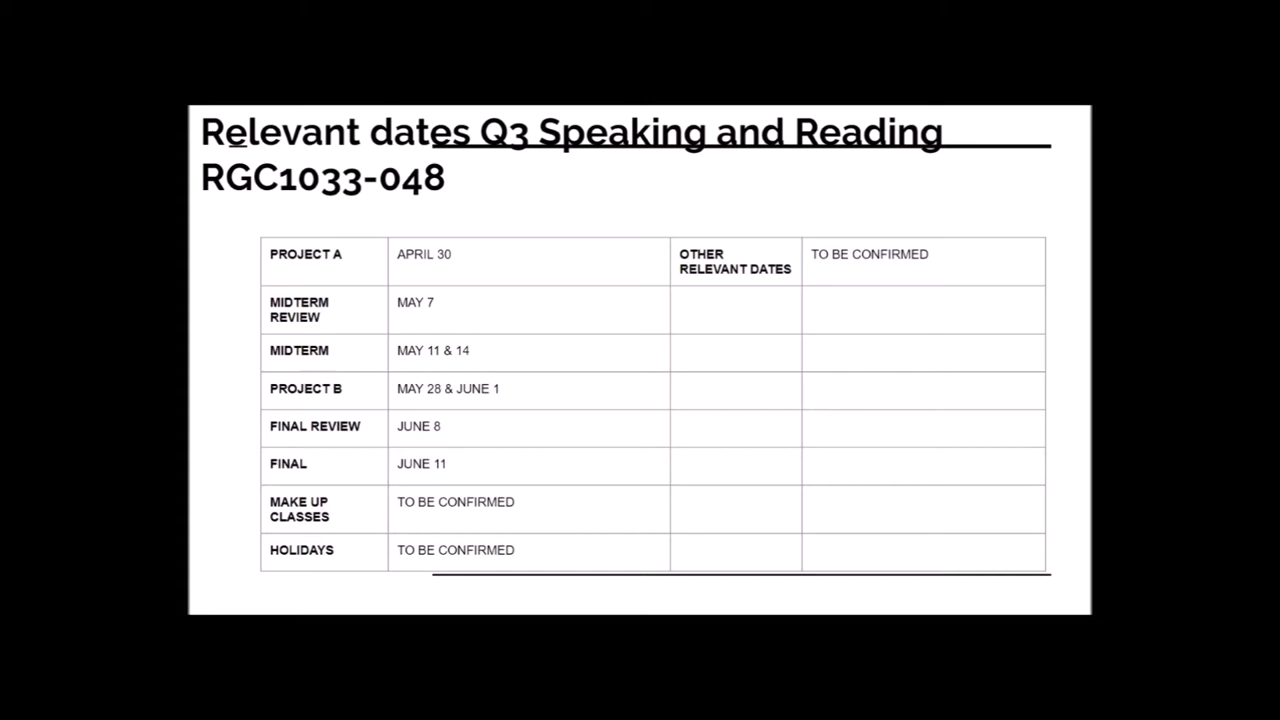 Relevant dates Q3 Speaking and Reading
RGC1033-048
PROJECT A APRIL 30 OTHER RELEVANT DATES TO BE CONFIRMED
MIDTERM REVIEW MAY 7
MIDTERM MAY 11 & 14
PROJECT B MAY 28 & JUNE 1
FINAL REVIEW JUNE 8
FINAL JUNE 11
MAKE UP CLASSES TO BE CONFIRMED
HOLIDAYS TO BE CONFIRMED